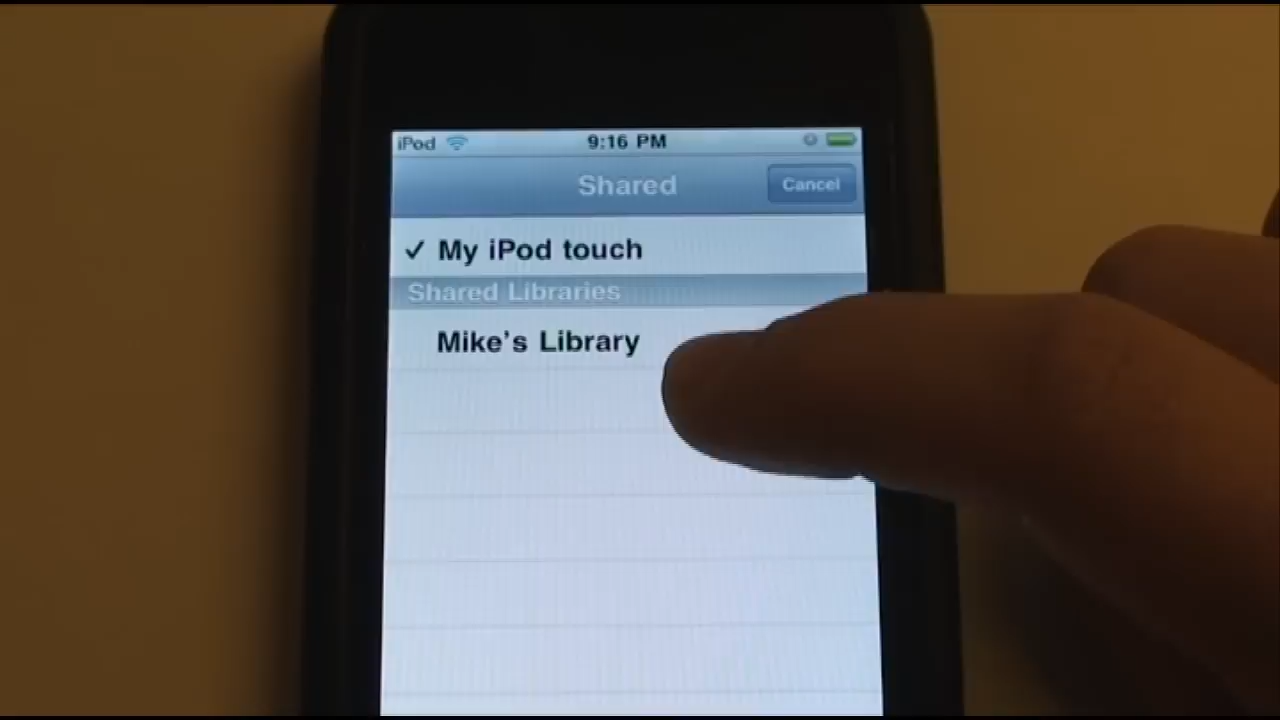 iPod 9:16 PM
Shared Cancel
✓ My iPod touch
Shared Libraries
Mike's Library